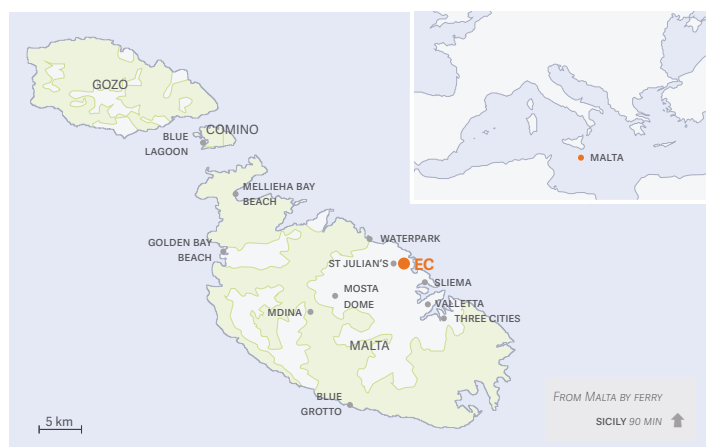 GOZO
COMINO
BLUE
LAGOON
MALTA
MELLIEHA BAY
BEACH
GOLDEN BAY
BEACH
WATERPARK
ST JULIAN'S
EC
SLIEMA
MOSTA
DOME
VALLETTA
MDINA
THREE CITIES
MALTA
BLUE
GROTTO
FROM MALTA BY FERRY
SICILY 90 MIN
5 km